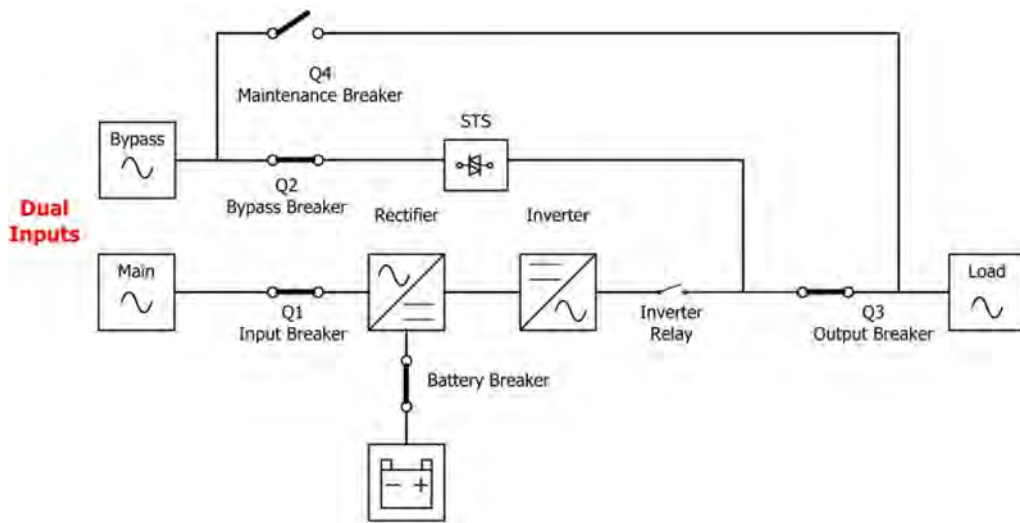 Q4
Maintenance Breaker
STS
Bypass
Q2
Bypass Breaker
Rectifier
Inverter
Dual
Inputs
Main
Load
Q1
Input Breaker
Inverter
Relay
Q3
Output Breaker
Battery Breaker